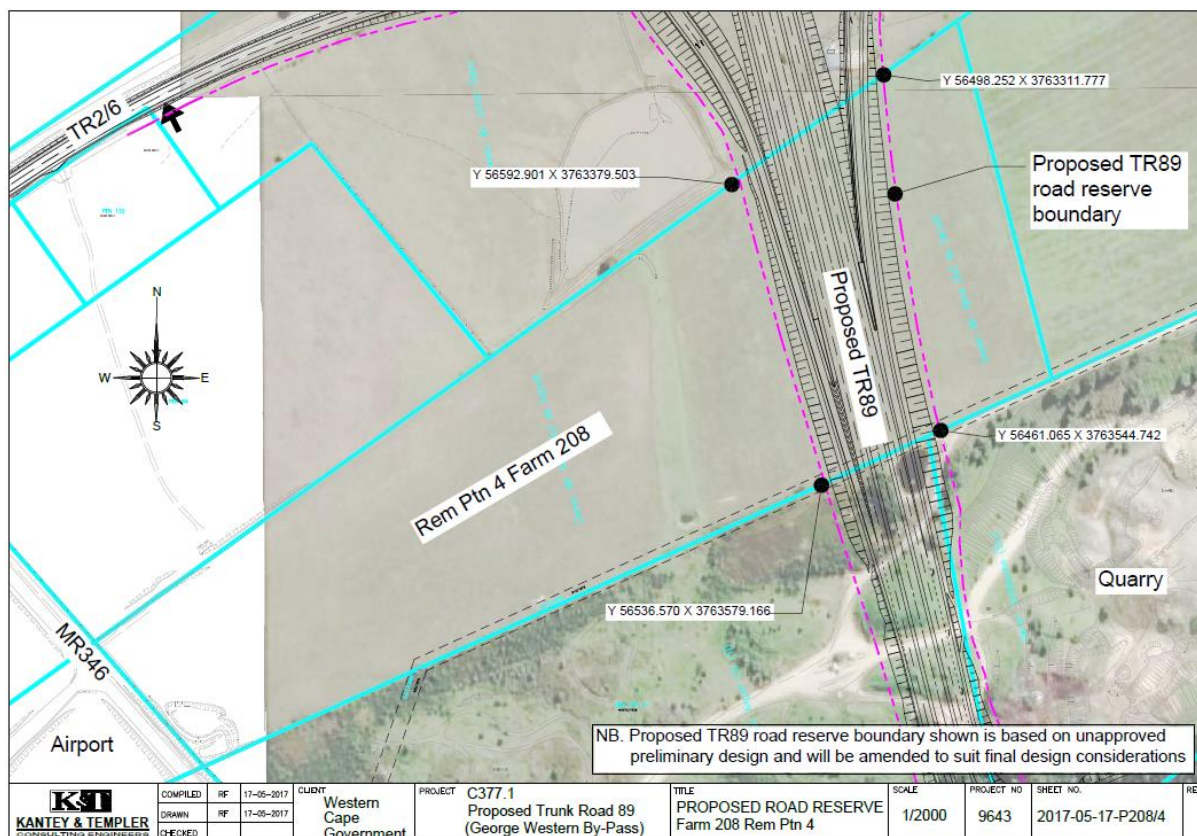 TR2/6
Y 56498.252 X 3763311.777
Y 56592.901 X 3763379.503
Proposed TR89
road reserve
boundary
Proposed TR89
N
W
E
S
Rem Ptn 4 Farm 208
Y 56461.065 X 3763544.742
Y 56536.570 X 3763579.166
Quarry
MR346
Airport
NB. Proposed TR89 road reserve boundary shown is based on unapproved
preliminary design and will be amended to suit final design considerations
K&T
KANTEY & TEMPLER
CONSULTING ENGINEERS
COMPILED RF 17-05-2017
DRAWN RF 17-05-2017
CHECKED
CLIENT
Western
Cape
Government
PROJECT C377.1
Proposed Trunk Road 89
(George Western By-Pass)
TITLE
PROPOSED ROAD RESERVE
Farm 208 Rem Ptn 4
SCALE
1/2000
PROJECT NO
9643
SHEET NO.
2017-05-17-P208/4